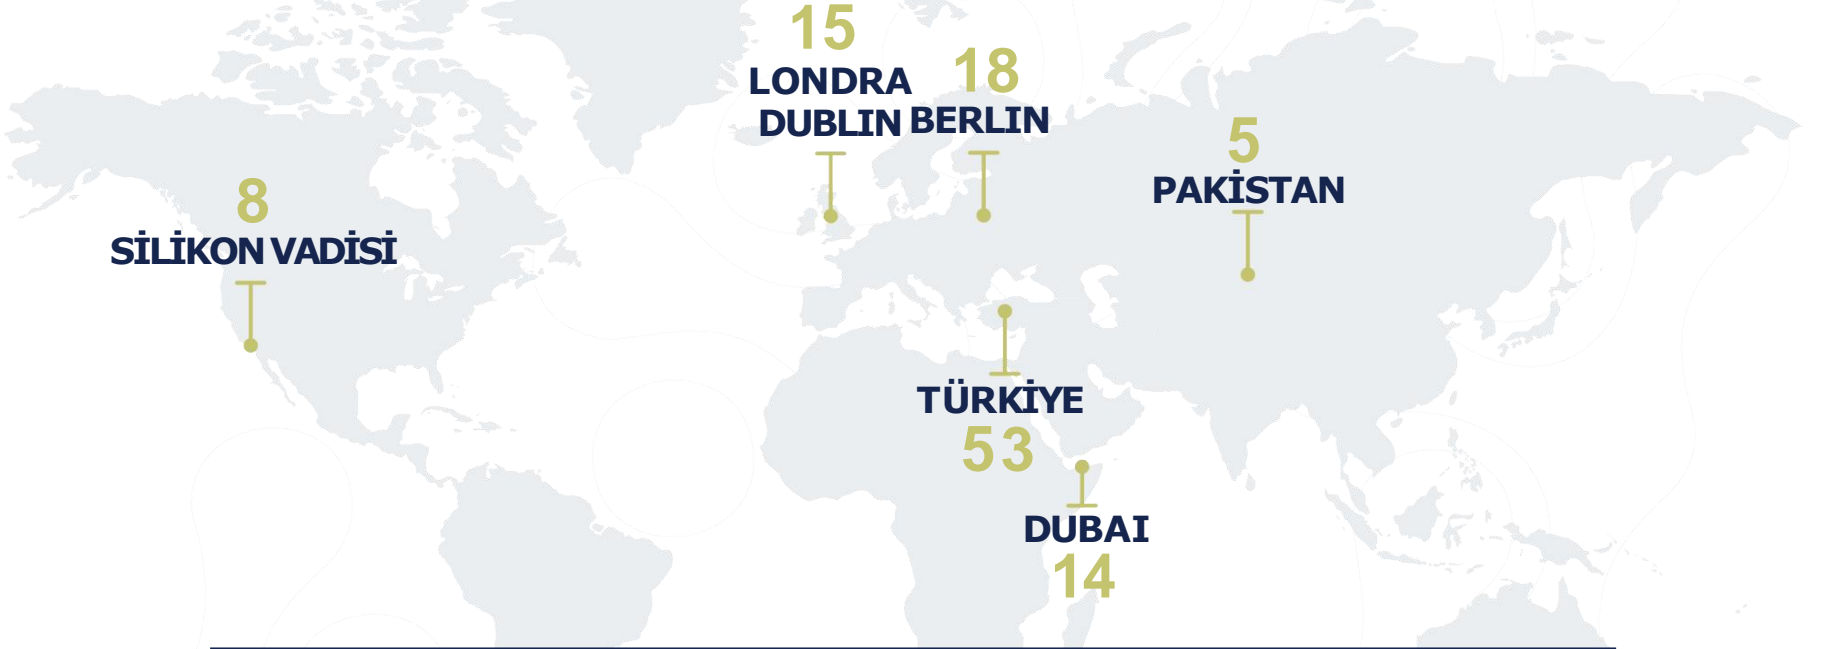 15
LONDRA
DUBLIN
18
BERLIN
5
PAKİSTAN
8
SİLİKON VADİSİ
TÜRKİYE
53
DUBAI
14